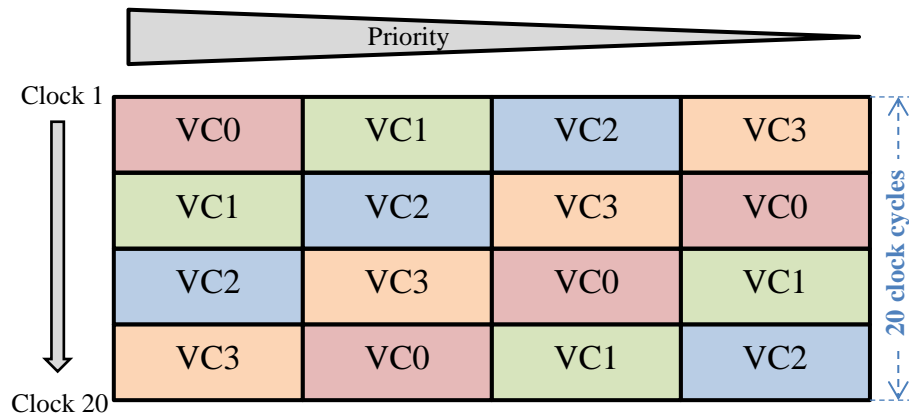 Priority
Clock 1
VC0 VC1 VC2 VC3
VC1 VC2 VC3 VC0
VC2 VC3 VC0 VC1
VC3 VC0 VC1 VC2
Clock 20
20 clock cycles